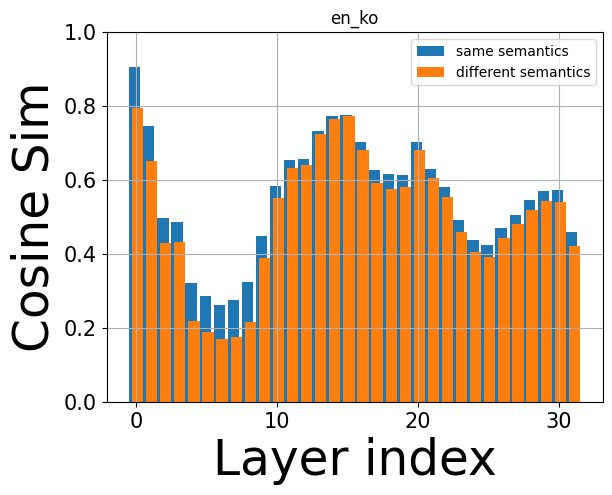 en_ko
same semantics
different semantics
Cosine Sim
1.0
0.8
0.6
0.4
0.2
0.0
0 10 20 30
Layer index